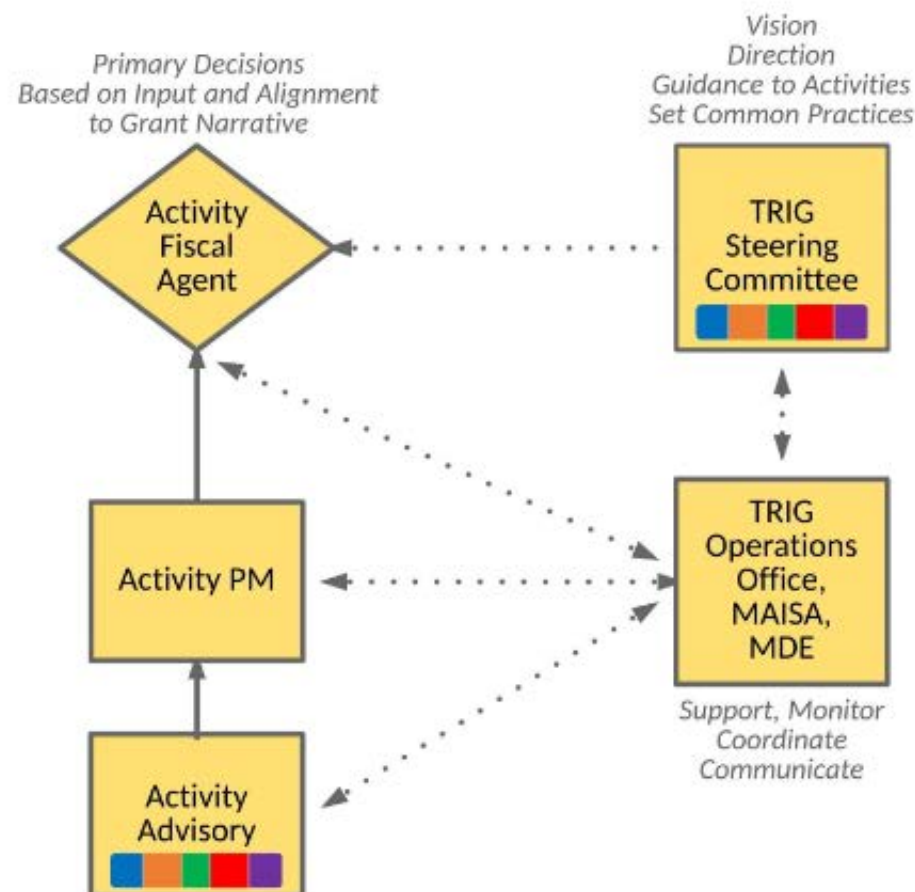 Primary Decisions
Based on Input and Alignment
to Grant Narrative
Vision
Direction
Guidance to Activities
Set Common Practices
Activity
Fiscal
Agent
TRIG
Steering
Committee
Activity PM
TRIG
Operations
Office,
MAISA,
MDE
Support, Monitor
Coordinate
Communicate
Activity
Advisory